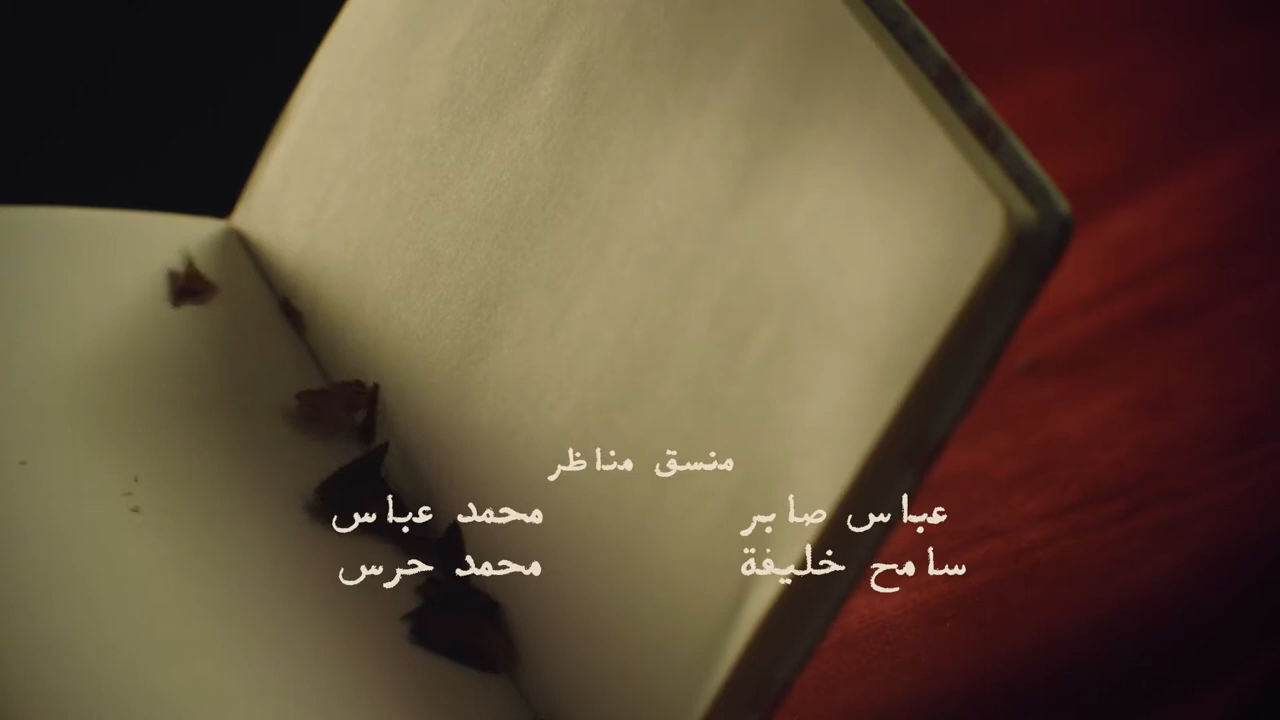 منسق مناظر
عباس صابر محمد عباس
سامح خليفة محمد حرس